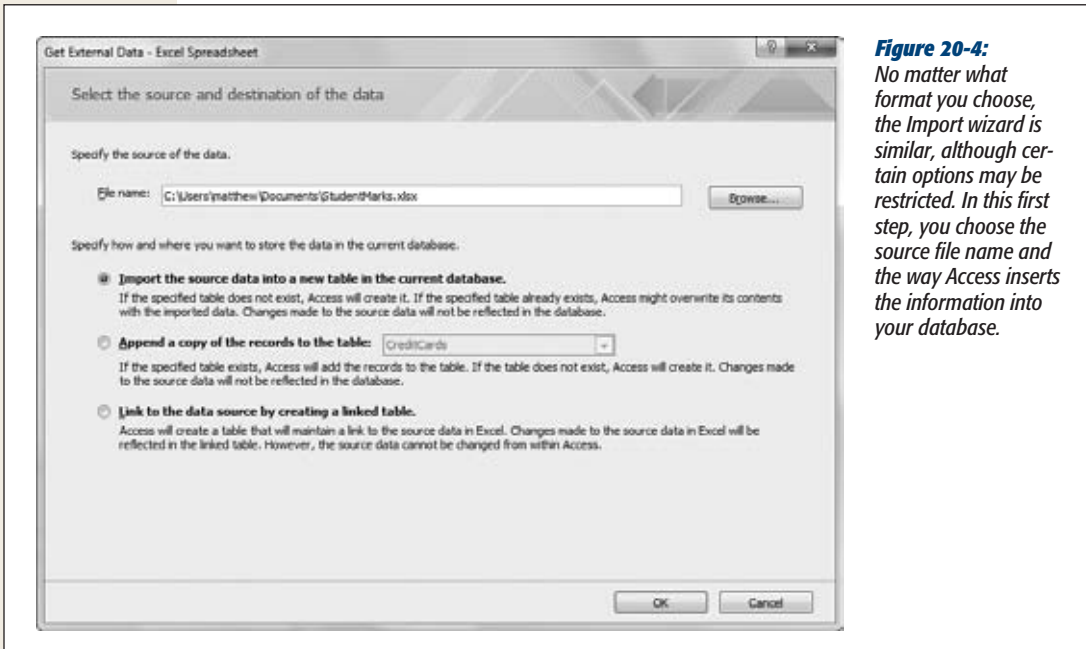 Get External Data - Excel Spreadsheet
Select the source and destination of the data
Specify the source of the data.
File name: C:\Users\matthew\Documents\StudentMarks.xlsx
Browse...
Specify how and where you want to store the data in the current database.
Import the source data into a new table in the current database.
If the specified table does not exist, Access will create it. If the specified table already exists, Access might overwrite its contents
with the imported data. Changes made to the source data will not be reflected in the database.
Append a copy of the records to the table: CreditCards
If the specified table exists, Access will add the records to the table. If the table does not exist, Access will create it. Changes made
to the source data will not be reflected in the database.
Link to the data source by creating a linked table.
Access will create a table that will maintain a link to the source data in Excel. Changes made to the source data in Excel will be
reflected in the linked table. However, the source data cannot be changed from within Access.
OK Cancel
Figure 20-4:
No matter what
format you choose,
the Import wizard is
similar, although cer-
tain options may be
restricted. In this first
step, you choose the
source file name and
the way Access inserts
the information into
your database.